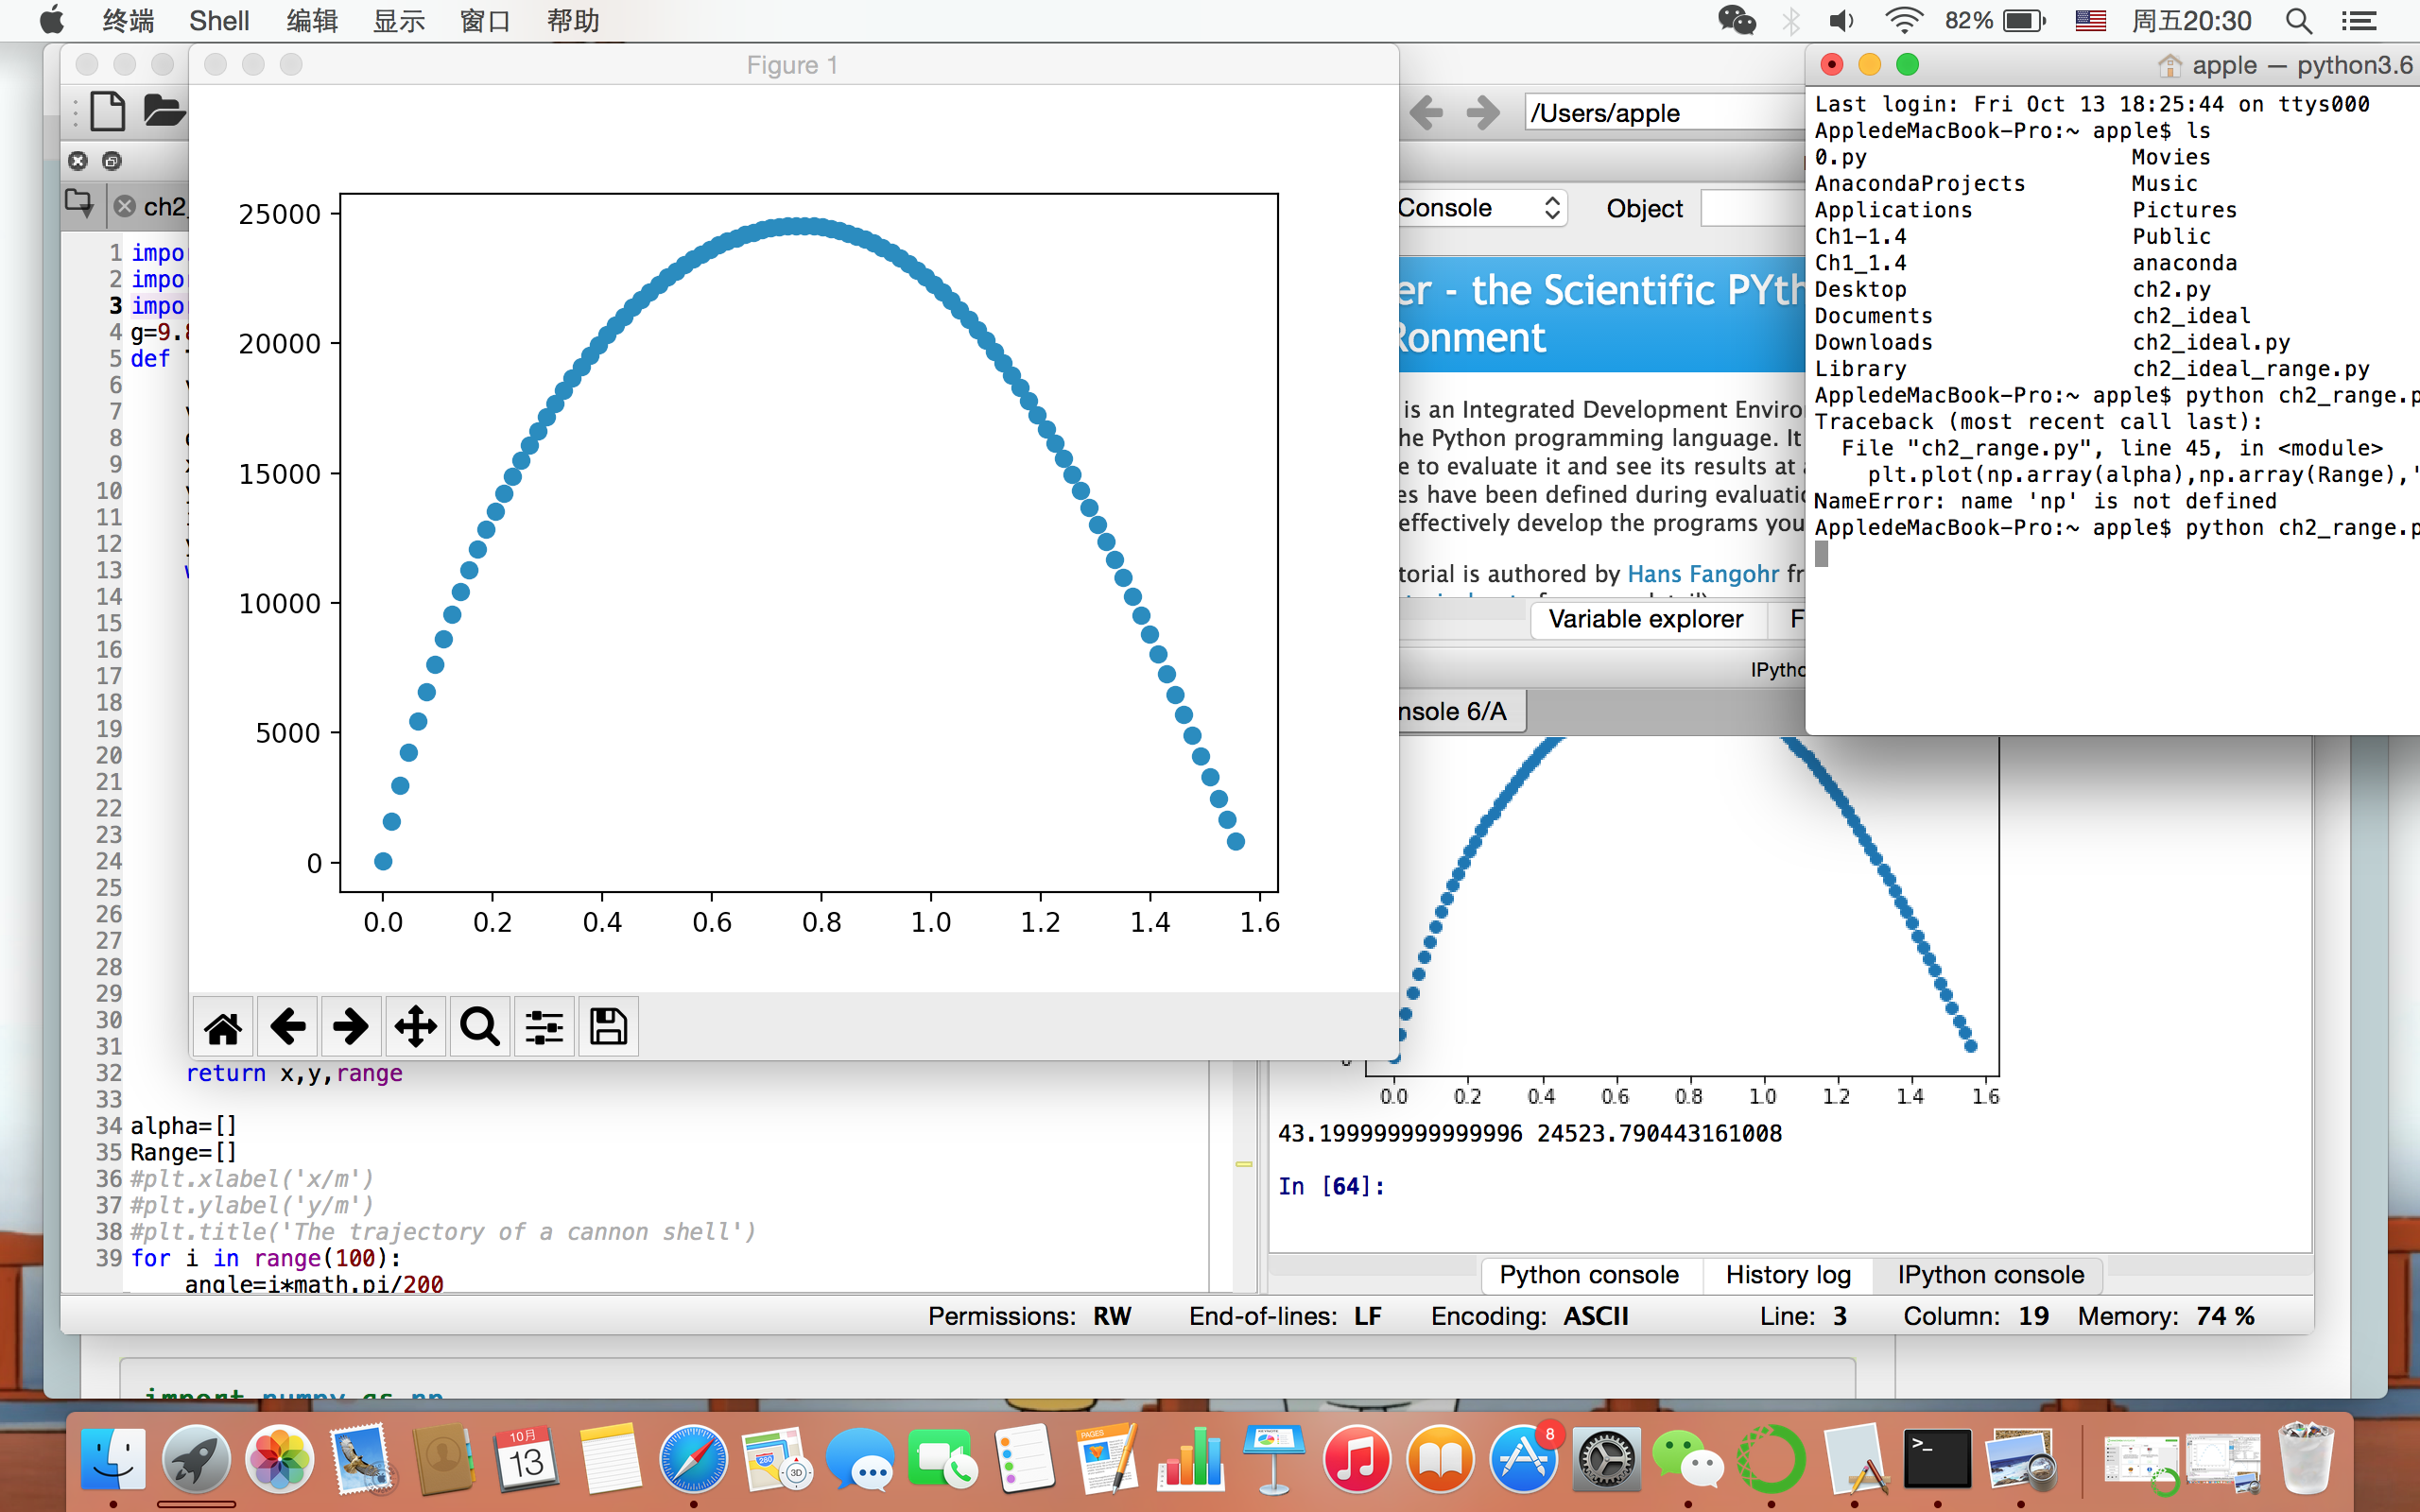 终端 Shell 编辑 显示 窗口 帮助
82% 周五20:30
Figure 1
25000
20000
15000
10000
5000
0
0.0 0.2 0.4 0.6 0.8 1.0 1.2 1.4 1.6
ch2_
1 impo
2 impo
3 impo
4 g=9.8
5 def
6
7
8
9
10
11
12
13
14
15
16
17
18
19
20
21
22
23
24
25
26
27
28
29
30
31
32 return x,y,range
33
34 alpha=[]
35 Range=[]
36 #plt.xlabel('x/m')
37 #plt.ylabel('y/m')
38 #plt.title('The trajectory of a cannon shell')
39 for i in range(100):
angle=i*math.pi/200
/Users/apple
Console Object
er - the Scientific PYth
Ronment
is an Integrated Development Enviro
he Python programming language. It
e to evaluate it and see its results at
es have been defined during evaluatio
effectively develop the programs you
torial is authored by Hans Fangohr fr
Variable explorer F
IPytho
nsole 6/A
0.0 0.2 0.4 0.6 0.8 1.0 1.2 1.4 1.6
43.199999999999996 24523.790443161008
In [64]:
Python console History log IPython console
Permissions: RW End-of-lines: LF Encoding: ASCII Line: 3 Column: 19 Memory: 74 %
apple — python3.6
Last login: Fri Oct 13 18:25:44 on ttys000
AppledeMacBook-Pro:~ apple$ ls
0.py Movies
AnacondaProjects Music
Applications Pictures
Ch1-1.4 Public
Ch1_1.4 anaconda
Desktop ch2.py
Documents ch2_ideal
Downloads ch2_ideal.py
Library ch2_ideal_range.py
AppledeMacBook-Pro:~ apple$ python ch2_range.p
Traceback (most recent call last):
File "ch2_range.py", line 45, in <module>
plt.plot(np.array(alpha),np.array(Range),'
NameError: name 'np' is not defined
AppledeMacBook-Pro:~ apple$ python ch2_range.p
import numpy as np
10月
13
PAGES
3D
8
>_